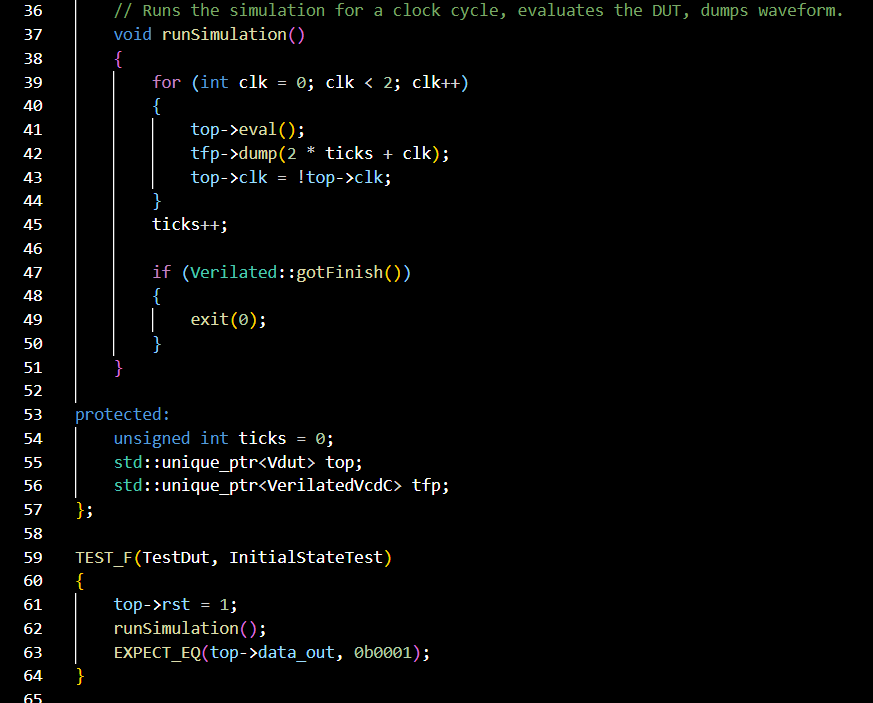 36 // Runs the simulation for a clock cycle, evaluates the DUT, dumps waveform.
37 void runSimulation()
38 {
39 for (int clk = 0; clk < 2; clk++)
40 {
41 top->eval();
42 tfp->dump(2 * ticks + clk);
43 top->clk = !top->clk;
44 }
45 ticks++;
46
47 if (Verilated::gotFinish())
48 {
49 exit(0);
50 }
51 }
52
53 protected:
54 unsigned int ticks = 0;
55 std::unique_ptr<Vdut> top;
56 std::unique_ptr<VerilatedVcdC> tfp;
57 };
58
59 TEST_F(TestDut, InitialStateTest)
60 {
61 top->rst = 1;
62 runSimulation();
63 EXPECT_EQ(top->data_out, 0b0001);
64 }
65